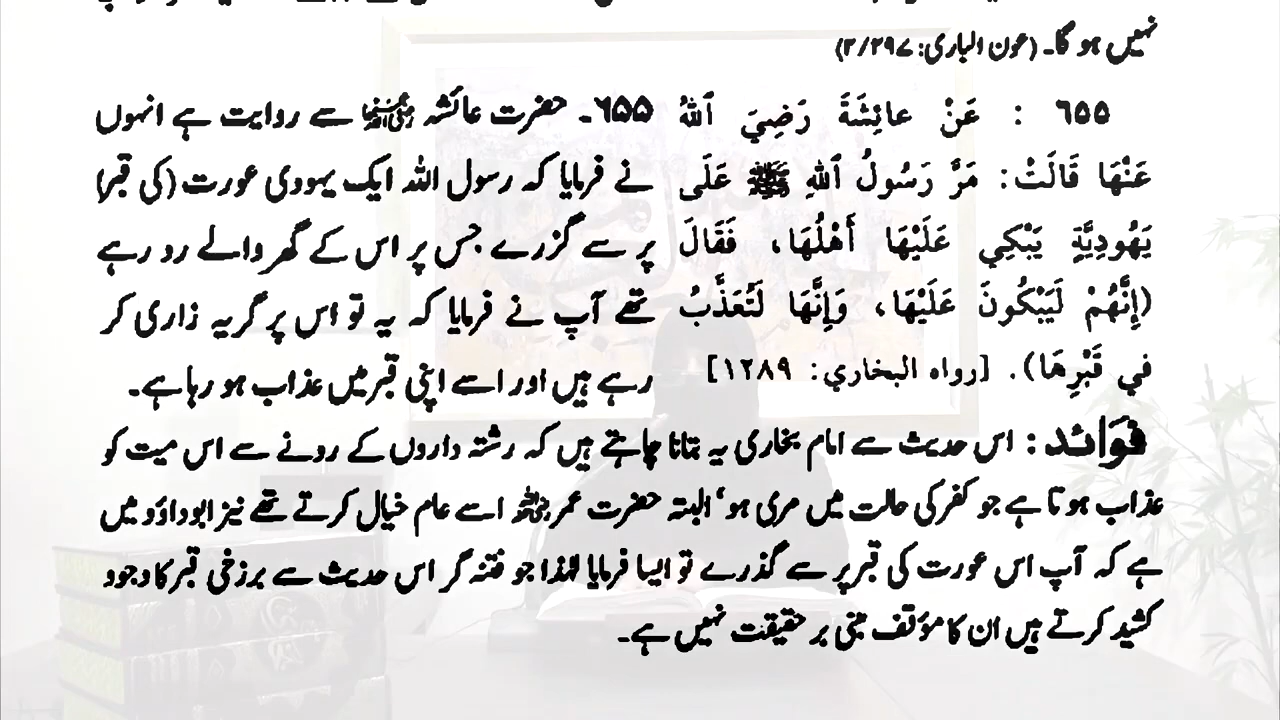 نہیں ہو گا۔ (عون الباری: ۲/۳۹۷)
٦٥٥ : عَنْ عائِشَةَ رَضِيَ ٱللهُ
عَنْهَا قَالَتْ: مَرَّ رَسُولُ ٱللهِ ﷺ عَلَى
يَهُودِيَّةٍ يَبْكِي عَلَيْهَا أَهْلُهَا، فَقَالَ
(إِنَّهُمْ لَيَبْكُونَ عَلَيْهَا، وَإِنَّهَا لَتُعَذَّبُ
في قَبْرِهَا). [رواه البخاري: ١٢٨٩]
۶۵۵۔ حضرت عائشہ رضی اللہ عنہا سے روایت ہے انہوں
نے فرمایا کہ رسول اللہ ایک یہودی عورت (کی قبر)
پر سے گزرے جس پر اس کے گھر والے رو رہے
تھے آپ نے فرمایا کہ یہ تو اس پر گریہ زاری کر
رہے ہیں اور اسے اپنی قبر میں عذاب ہو رہا ہے۔
فوائد: اس حدیث سے امام بخاری یہ بتانا چاہتے ہیں کہ رشتہ داروں کے رونے سے اس میت کو
عذاب ہوتا ہے جو کفر کی حالت میں مری ہو‘ البتہ حضرت عمر رضی اللہ عنہ اسے عام خیال کرتے تھے نیز ابوداؤد میں
ہے کہ آپ اس عورت کی قبر پر سے گذرے تو ایسا فرمایا لہٰذا جو فتنہ گر اس حدیث سے برزخی قبر کا وجود
کشید کرتے ہیں ان کا مؤقف مبنی بر حقیقت نہیں ہے۔